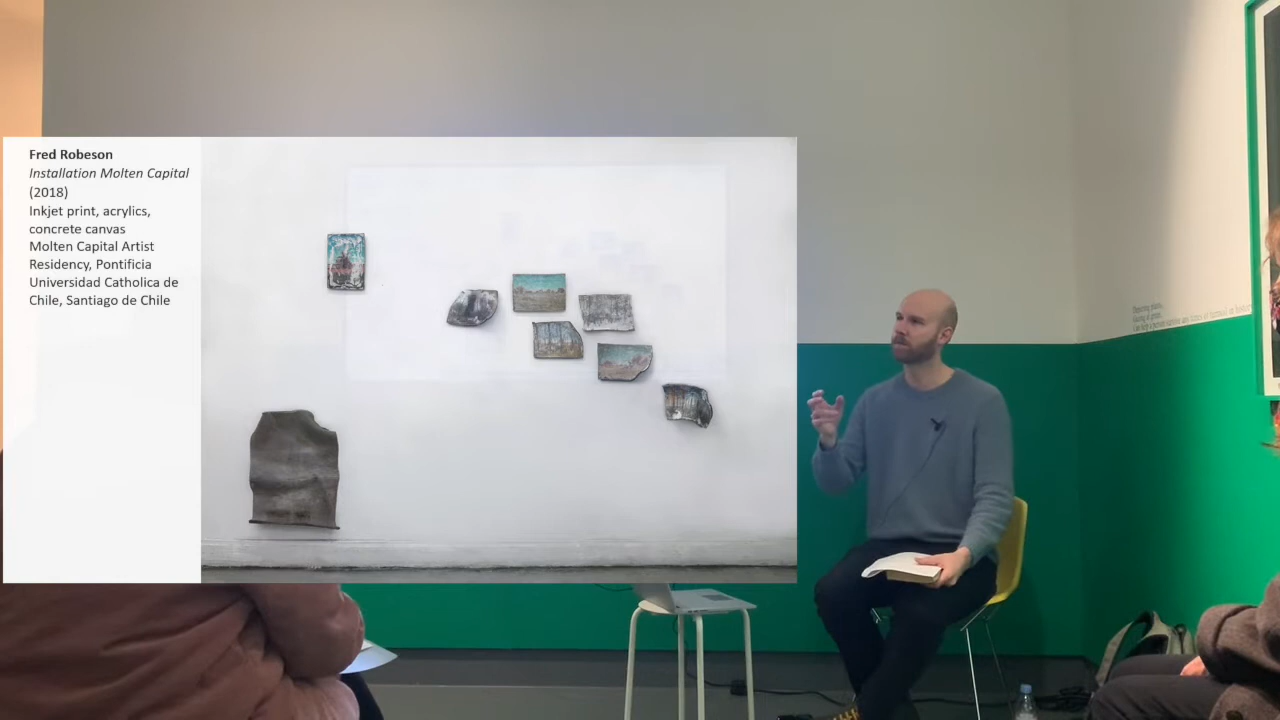 Fred Robeson
Installation Molten Capital
(2018)
Inkjet print, acrylics,
concrete canvas
Molten Capital Artist
Residency, Pontificia
Universidad Catholica de
Chile, Santiago de Chile